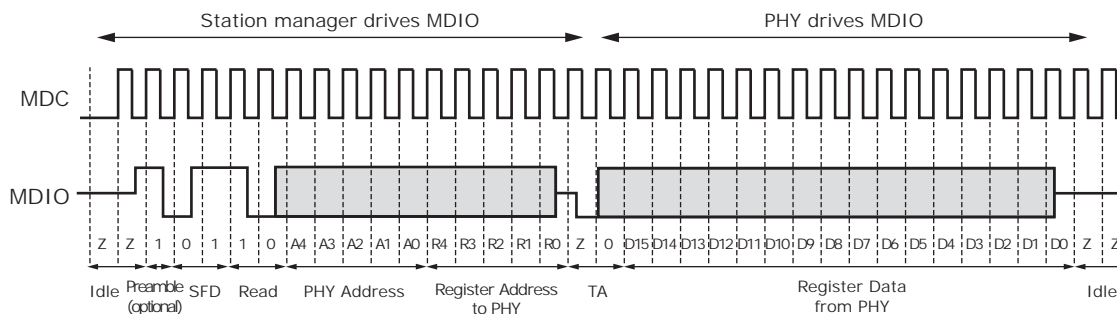 Station manager drives MDIO PHY drives MDIO
MDC
MDIO
Z Z 1 0 1 1 0 A4 A3 A2 A1 A0 R4 R3 R2 R1 R0 Z 0 D15 D14 D13 D12 D11 D10 D9 D8 D7 D6 D5 D4 D3 D2 D1 D0 Z Z
Idle Preamble SFD Read PHY Address Register Address TA Register Data Idle
(optional) to PHY from PHY